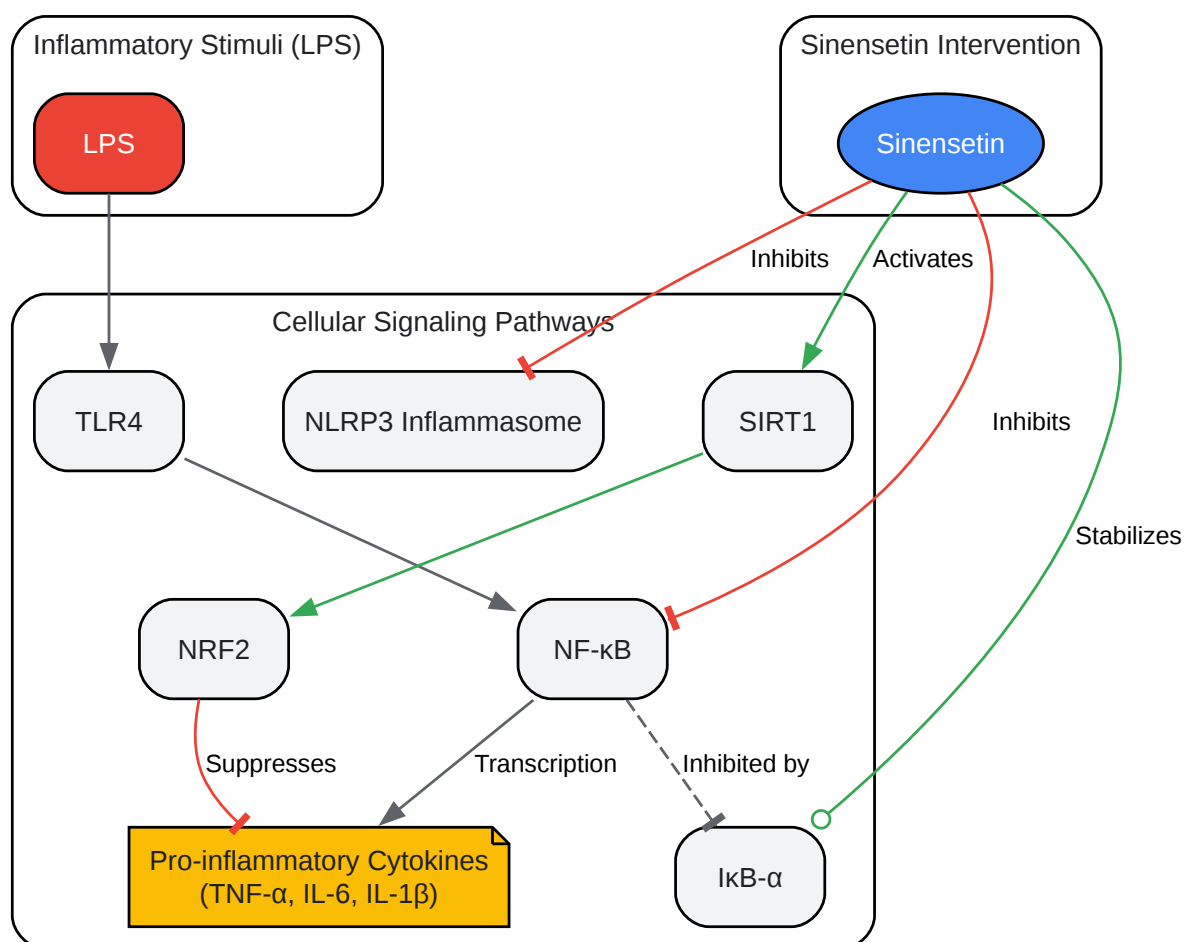 Inflammatory Stimuli (LPS)
Sinensetin Intervention
LPS
Sinensetin
Inhibits
Activates
Cellular Signaling Pathways
TLR4
NLRP3 Inflammasome
SIRT1
Inhibits
Stabilizes
NRF2
NF-κB
Suppresses
Transcription
Inhibited by
Pro-inflammatory Cytokines
(TNF-α, IL-6, IL-1β)
IκB-α